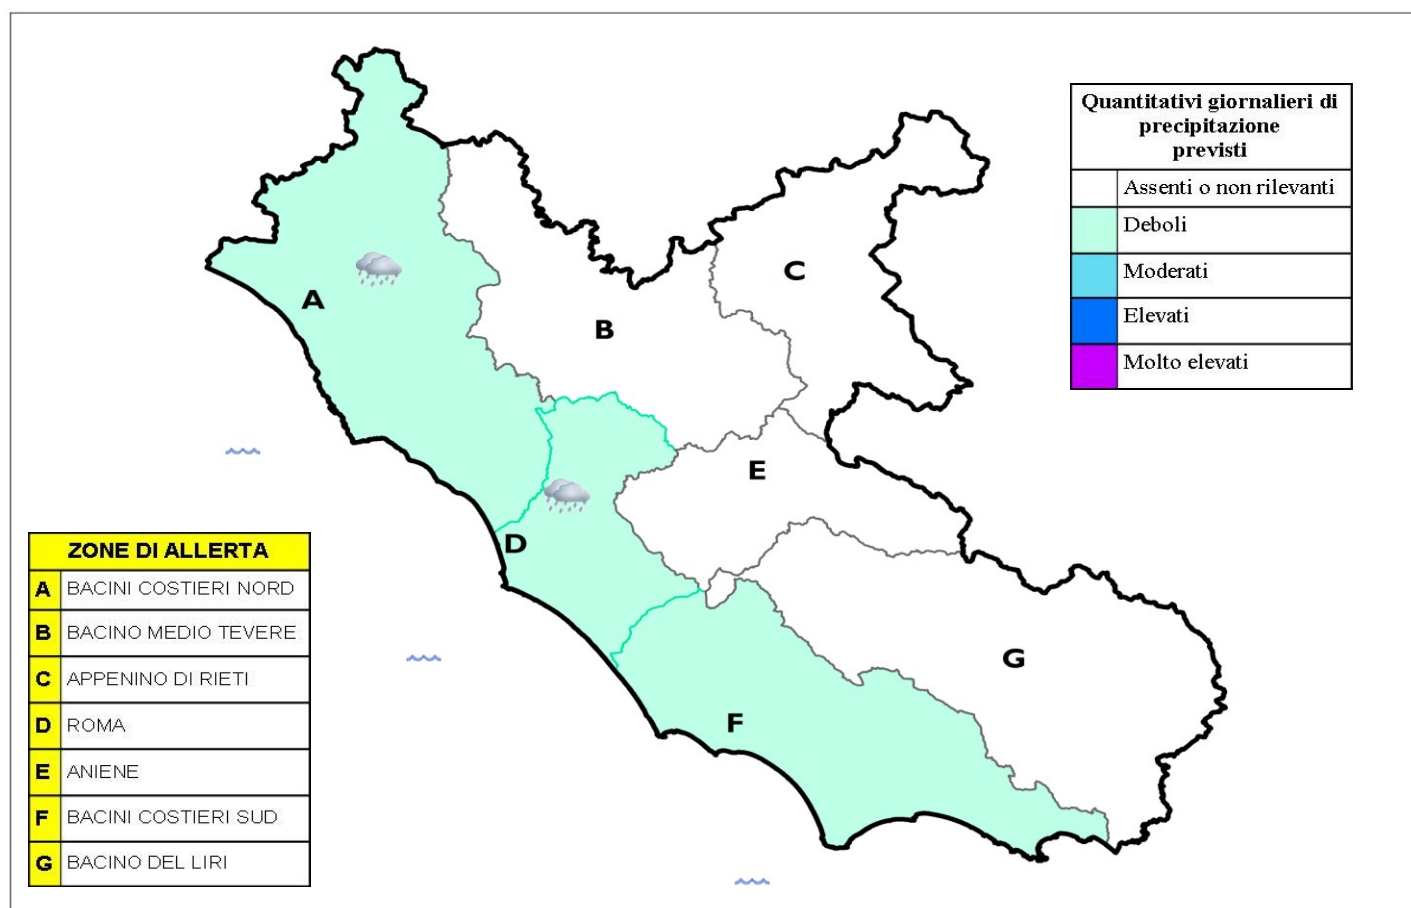 Quantitativi giornalieri di
precipitazione
previsti
Assenti o non rilevanti
Deboli
Moderati
Elevati
Molto elevati
A
B
C
D
E
F
G
ZONE DI ALLERTA
A BACINI COSTIERI NORD
B BACINO MEDIO TEVERE
C APPENINO DI RIETI
D ROMA
E ANIENE
F BACINI COSTIERI SUD
G BACINO DEL LIRI